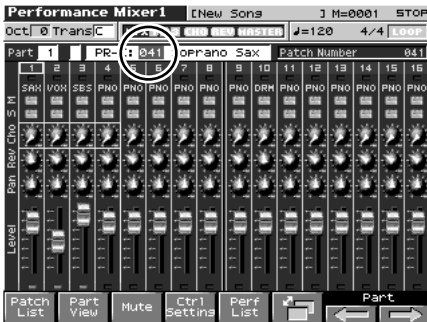 Performance Mixer1 [New Song ] M=0001 STOP
Oct 0 Trans C CHO REV MASTER ♩=120 4/4 LOOP
Part 1 PR- : 041 oprano Sax Patch Number 041
1 2 3 4 5 6 7 8 9 10 11 12 13 14 15 16
SAX VOX SBS PNO PNO PNO PNO PNO PNO DRM PNO PNO PNO PNO PNO PNO
M
S
Cho
Rev
Pan
Level
Patch List Part View Mute Ctrl Setting Perf List Part